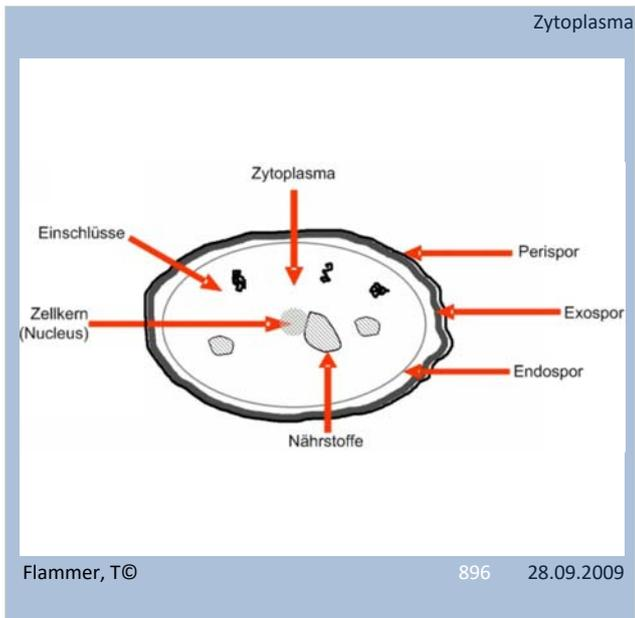 Zytoplasma
Zytoplasma
Einschlüsse
Perispor
Zellkern
(Nucleus)
Exospor
Endospor
Nährstoffe
Flammer, T©
896
28.09.2009